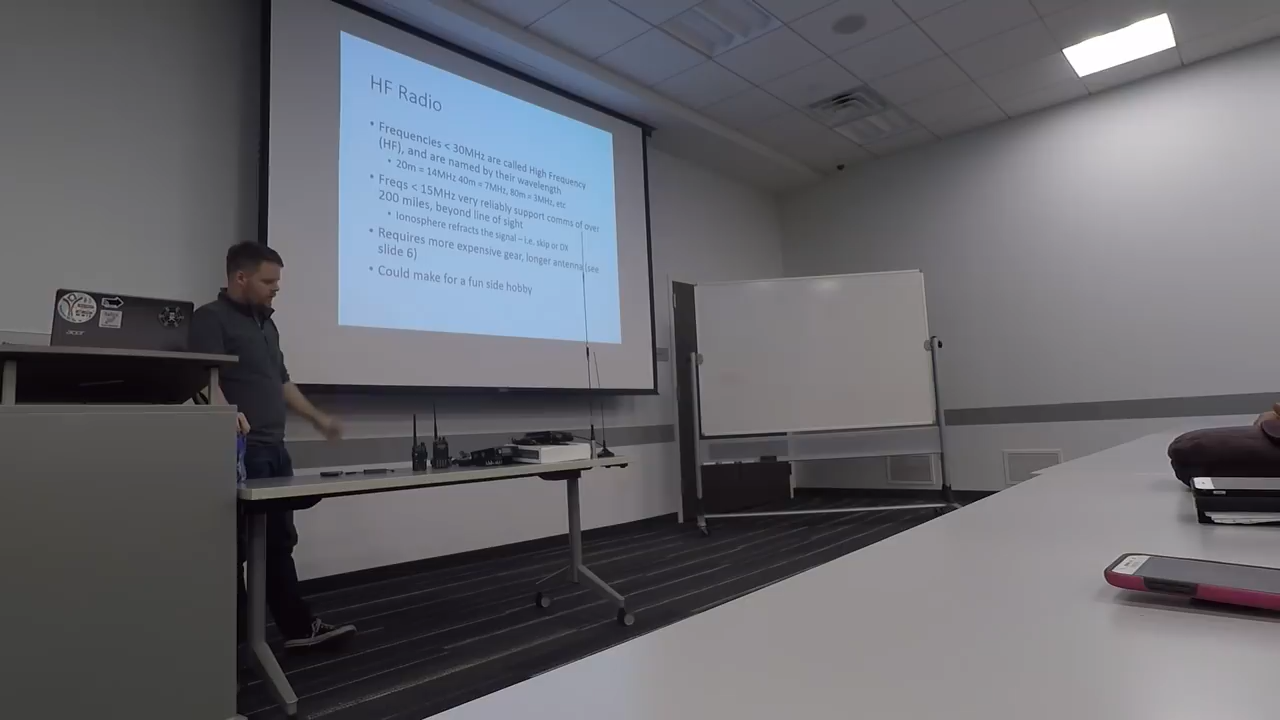 HF Radio
• Frequencies < 30MHz are called High Frequency
(HF), and are named by their wavelength
• 20m = 14MHz 40m = 7MHz, 80m = 3MHz, etc
• Freqs < 15MHz very reliably support comms of over
200 miles, beyond line of sight
• Ionosphere refracts the signal – i.e. skip or DX
• Requires more expensive gear, longer antenna (see
slide 6)
• Could make for a fun side hobby
acer